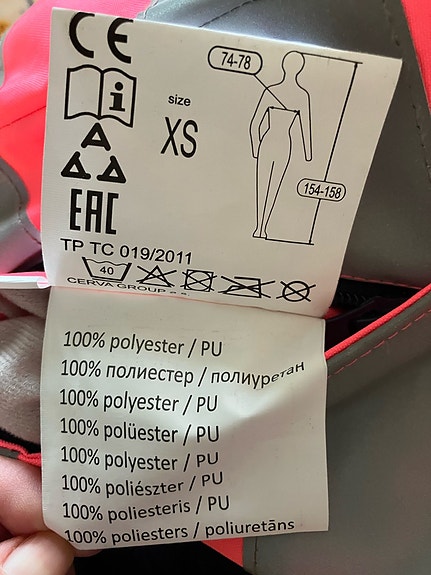 CE
i
size
XS
74-78
154-158
A
EAC
TP TC 019/2011
40
CERVA GROUP a.s.
100% polyester / PU
100% полиестер / полиуретан
100% polyester / PU
100% polüester / PU
100% polyester / PU
100% poliészter / PU
100% poliesteris / PU
100% poliesters / poliuretāns